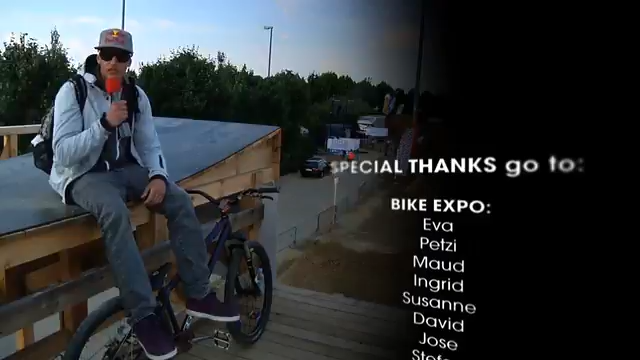 SPECIAL THANKS go to:
BIKE EXPO:
Eva
Petzi
Maud
Ingrid
Susanne
David
Jose